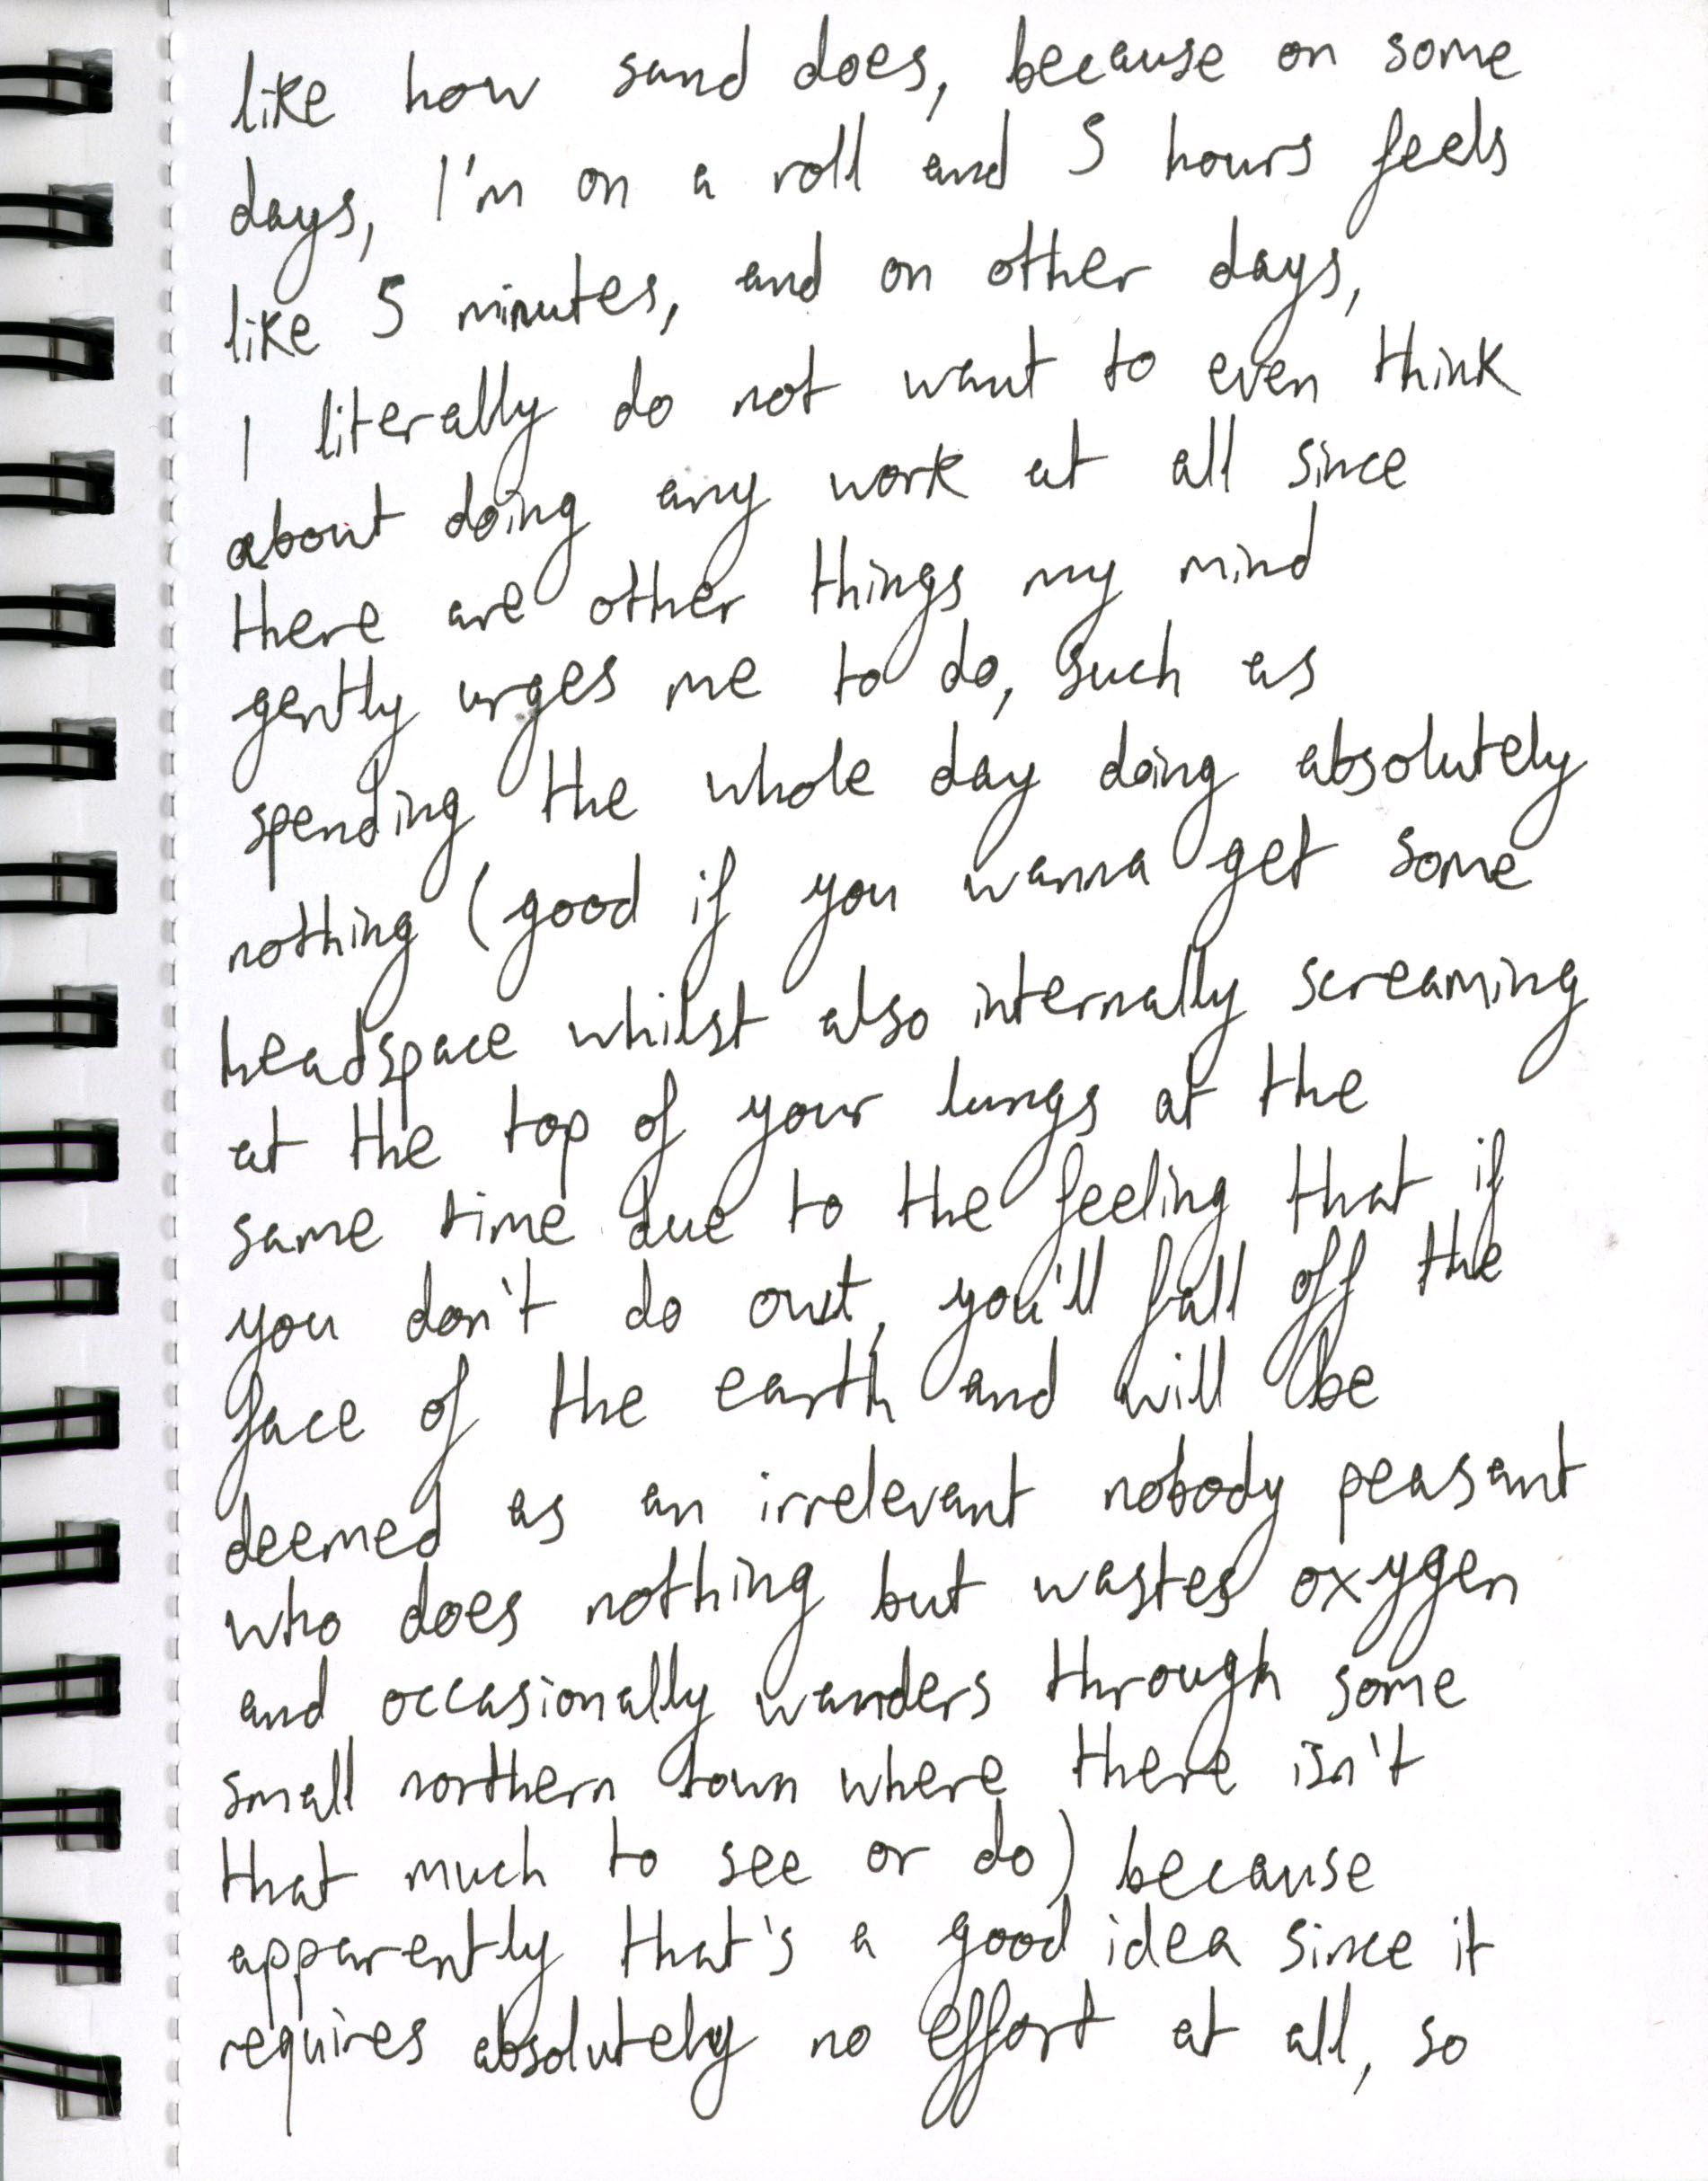 like how sand does, because on some
days, I'm on a roll and 5 hours feels
like 5 minutes, and on other days,
I literally do not want to even think
about doing any work at all since
there are other things my mind
gently urges me to do, such as
spending the whole day doing absolutely
nothing (good if you wanna get some
headspace whilst also internally screaming
at the top of your lungs at the
same time due to the feeling that if
you don't do owt, you'll fall off the
face of the earth and will be
deemed as an irrelevant nobody peasant
who does nothing but wastes oxygen
and occasionally wanders through some
small northern town where there isn't
that much to see or do) because
apparently that's a good idea since it
requires absolutely no effort at all, so